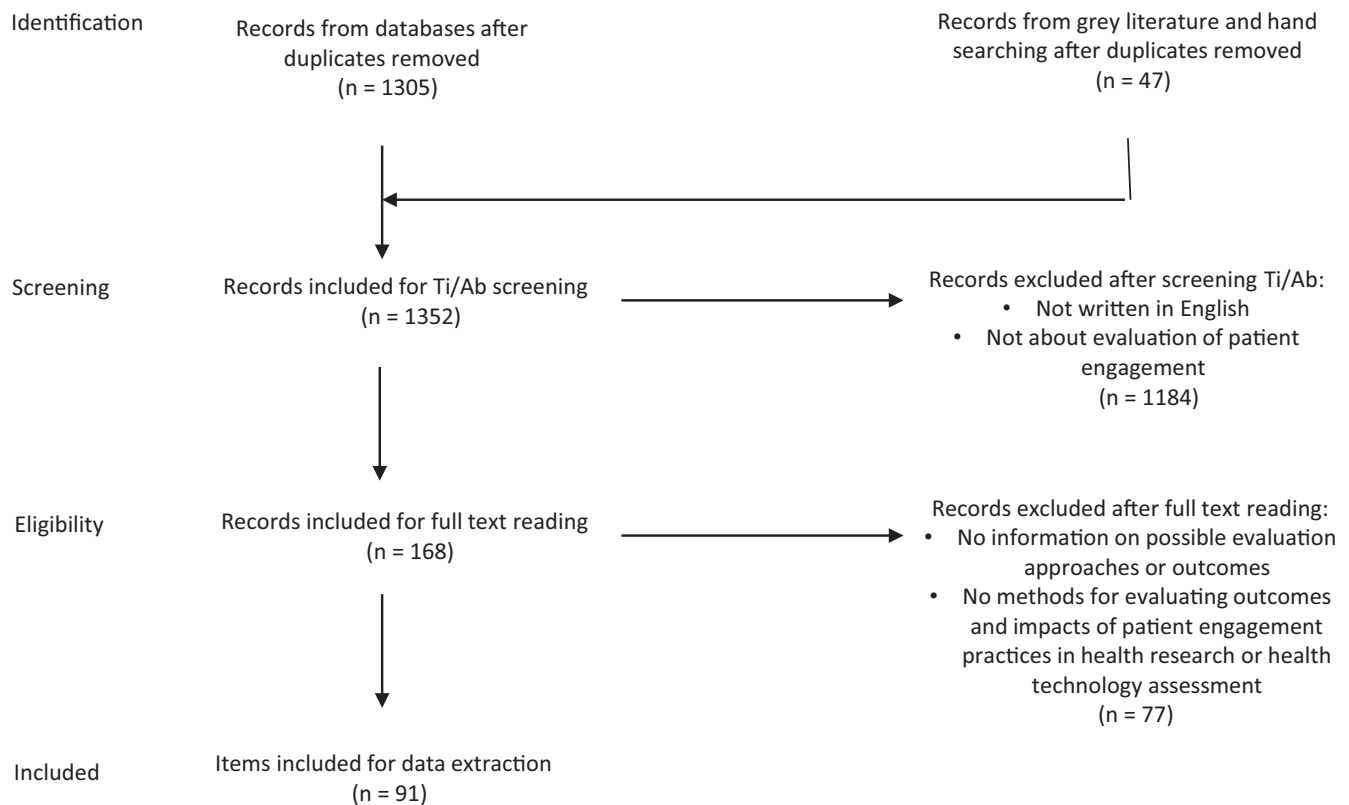 Identification
Records from databases after
duplicates removed
(n = 1305)
Records from grey literature and hand
searching after duplicates removed
(n = 47)
Screening
Records included for Ti/Ab screening
(n = 1352)
Records excluded after screening Ti/Ab:
• Not written in English
• Not about evaluation of patient
engagement
(n = 1184)
Eligibility
Records included for full text reading
(n = 168)
Records excluded after full text reading:
• No information on possible evaluation
approaches or outcomes
• No methods for evaluating outcomes
and impacts of patient engagement
practices in health research or health
technology assessment
(n = 77)
Included
Items included for data extraction
(n = 91)